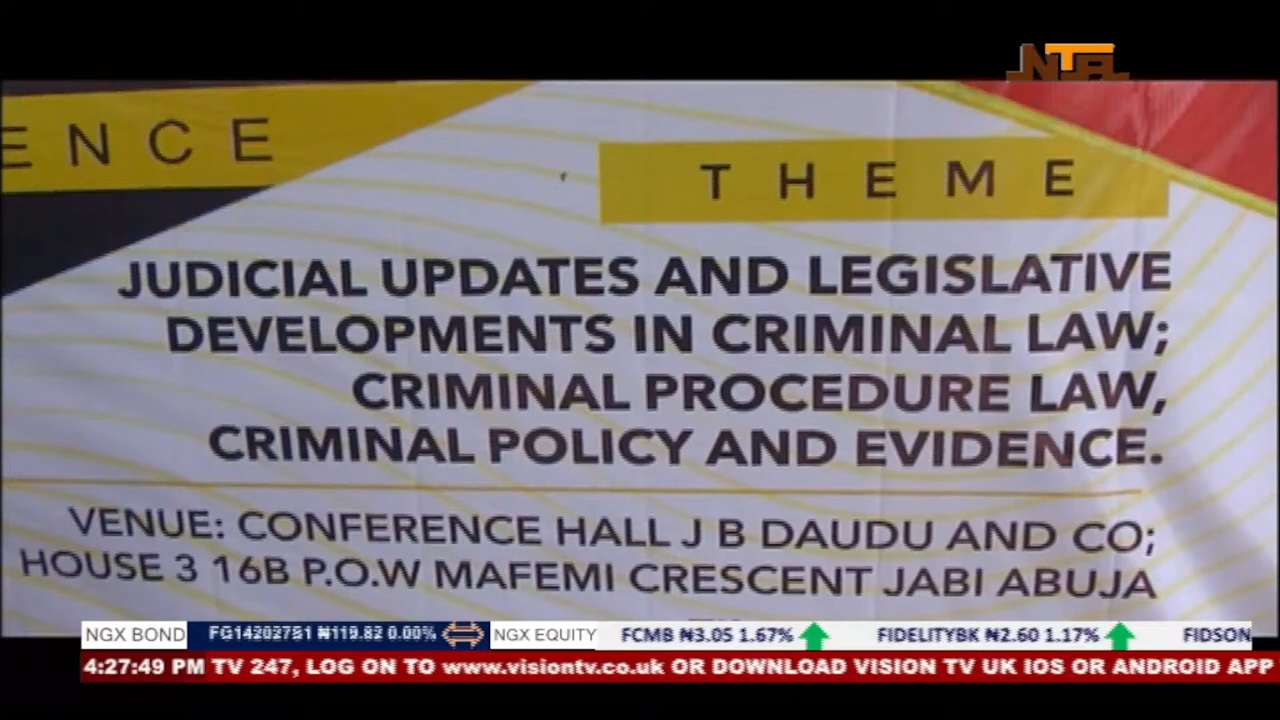 NTA
ENCE
THEME
JUDICIAL UPDATES AND LEGISLATIVE
DEVELOPMENTS IN CRIMINAL LAW;
CRIMINAL PROCEDURE LAW,
CRIMINAL POLICY AND EVIDENCE.
VENUE: CONFERENCE HALL J B DAUDU AND CO;
HOUSE 3 16B P.O.W MAFEMI CRESCENT JABI ABUJA
NGX BOND FG142027S1 ₦119.82 0.00% NGX EQUITY FCMB ₦3.05 1.67% FIDELITYBK ₦2.60 1.17% FIDSON
4:27:49 PM TV 247, LOG ON TO www.visiontv.co.uk OR DOWNLOAD VISION TV UK IOS OR ANDROID APP